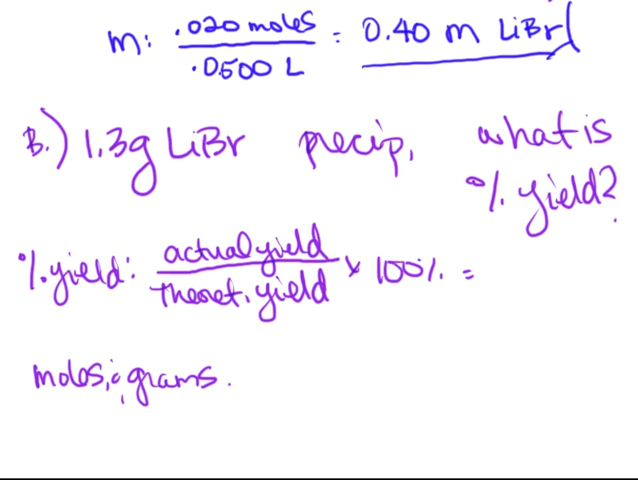 m: .020 moles / .0500 L = 0.40 m LiBr
B.) 1.3g LiBr precip, what is % yield?
% yield: actual yield / Theoret. yield x 100% =
moles, grams.